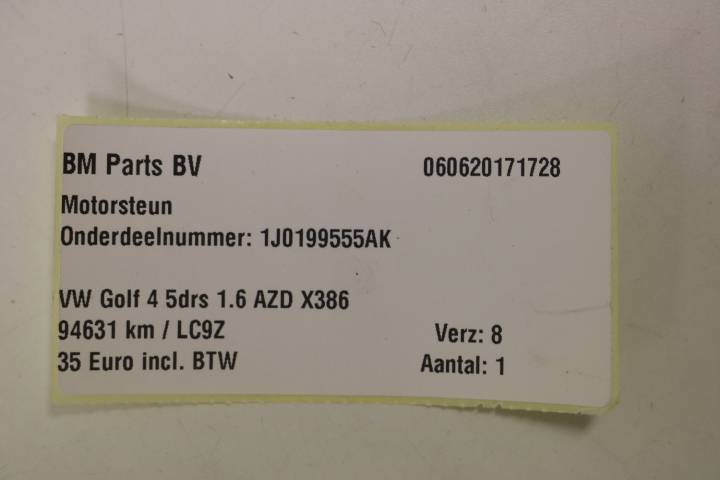 BM Parts BV 060620171728
Motorsteun
Onderdeelnummer: 1J0199555AK
VW Golf 4 5drs 1.6 AZD X386
94631 km / LC9Z Verz: 8
35 Euro incl. BTW Aantal: 1